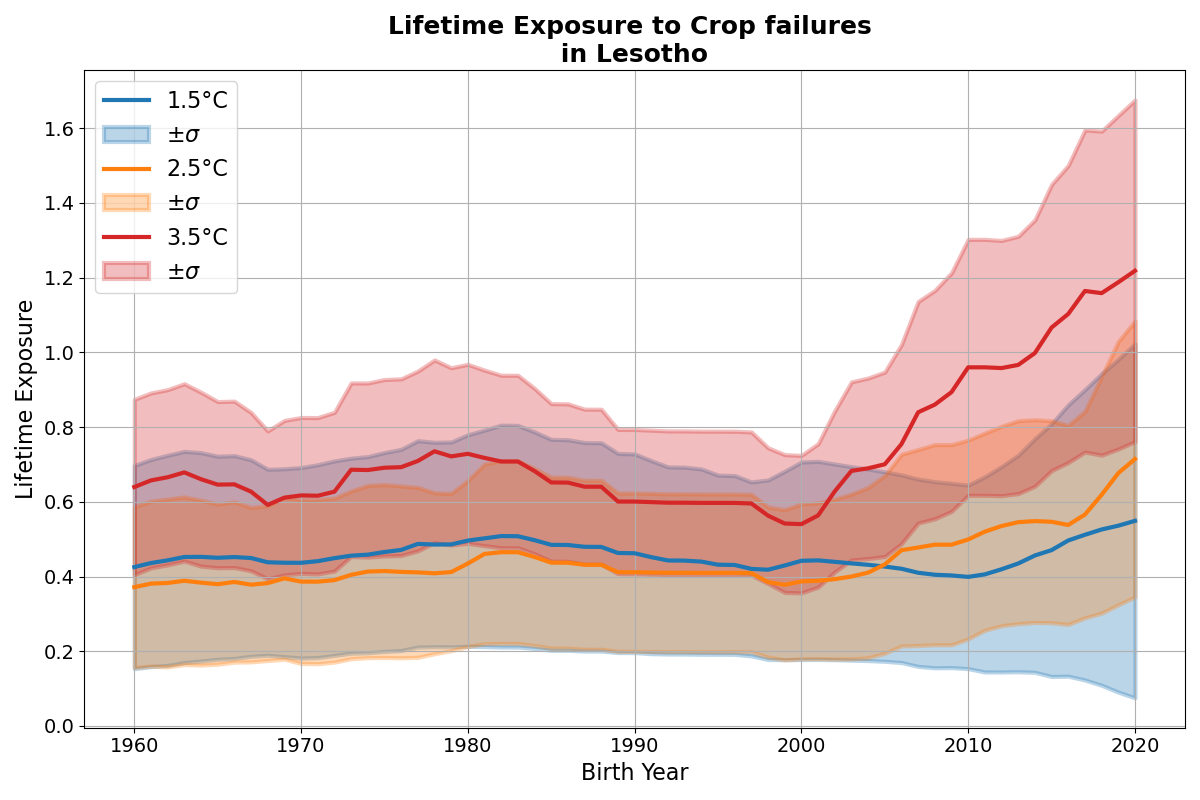 Lifetime Exposure to Crop failures
in Lesotho
1.5°C
±σ
2.5°C
±σ
3.5°C
±σ
Lifetime Exposure
1.6
1.4
1.2
1.0
0.8
0.6
0.4
0.2
0.0
1960 1970 1980 1990 2000 2010 2020
Birth Year